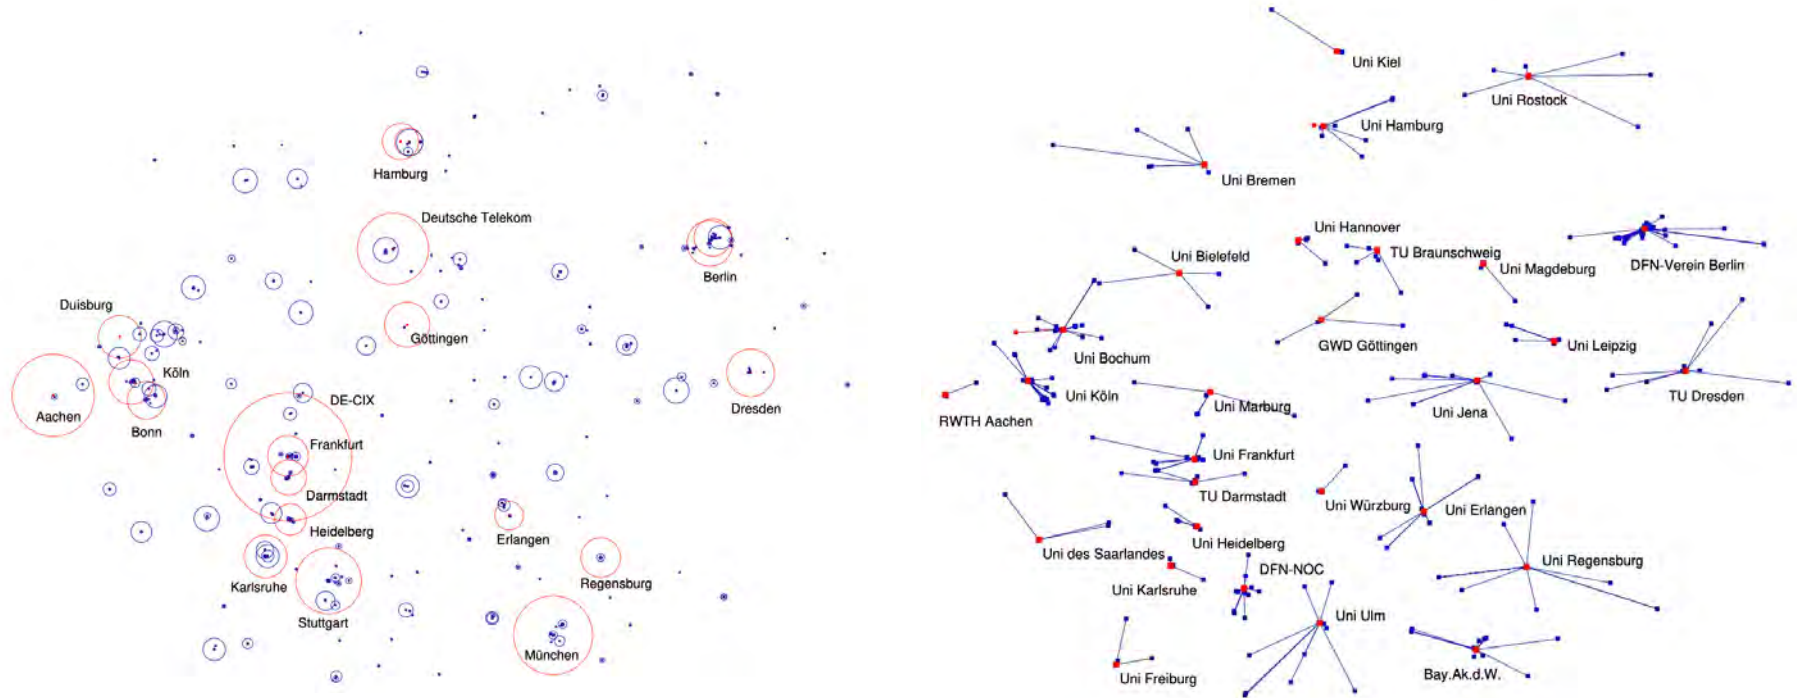 Hamburg
Deutsche Telekom
Berlin
Duisburg
Göttingen
Köln
Aachen
Bonn
DE-CIX
Dresden
Frankfurt
Darmstadt
Heidelberg
Erlangen
Karlsruhe
Regensburg
Stuttgart
München
Uni Kiel
Uni Rostock
Uni Hamburg
Uni Bremen
Uni Hannover
Uni Bielefeld
TU Braunschweig
Uni Magdeburg
DFN-Verein Berlin
Uni Bochum
GWD Göttingen
Uni Leipzig
Uni Köln
RWTH Aachen
Uni Marburg
Uni Jena
TU Dresden
Uni Frankfurt
TU Darmstadt
Uni Würzburg
Uni Erlangen
Uni des Saarlandes
Uni Heidelberg
Uni Regensburg
Uni Karlsruhe
DFN-NOC
Uni Ulm
Uni Freiburg
Bay.Ak.d.W.